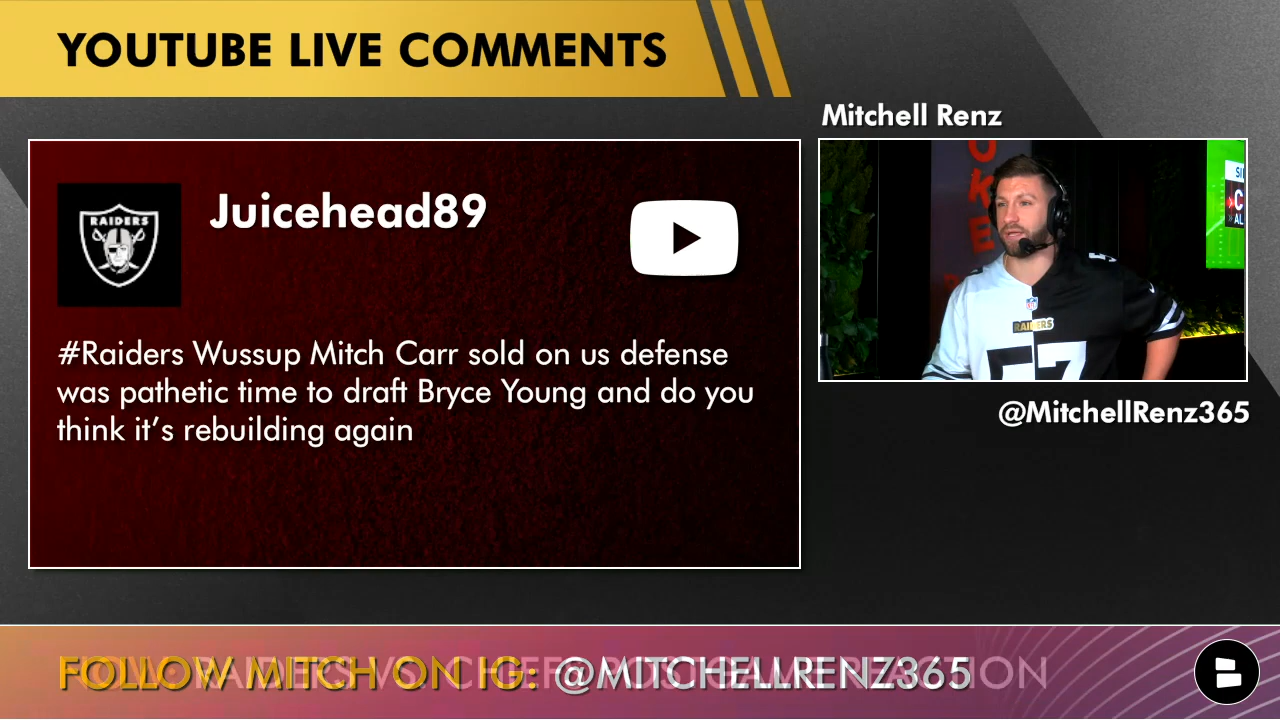 YOUTUBE LIVE COMMENTS
Mitchell Renz
RAIDERS
Juicehead89
#Raiders Wussup Mitch Carr sold on us defense
was pathetic time to draft Bryce Young and do you
think it's rebuilding again
RAIDERS
57
@MitchellRenz365
FOLLOW MITCH ON IG: @MITCHELLRENZ365